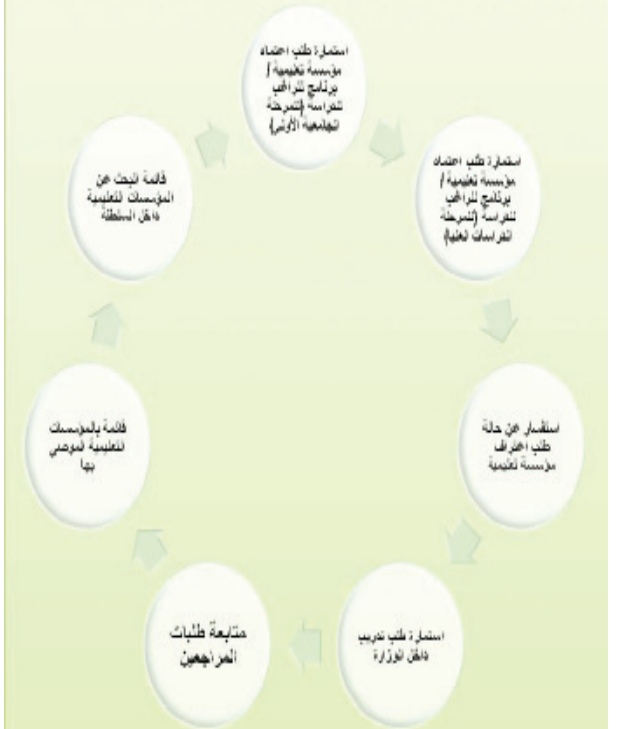 استمارة طلب اعتماد
مؤسسة تعليمية /
برنامج للراغب
للدراسة (للمرحلة
الجامعية الأولى)
استمارة طلب اعتماد
مؤسسة تعليمية /
برنامج للراغب
للدراسة (للمرحلة
الدراسات العليا)
استفسار عن حالة
طلب اعتراف
مؤسسة تعليمية
استمارة طلب تدريب
داخل الوزارة
متابعة طلبات
المراجعين
قائمة بالمؤسسات
التعليمية الموصي
بها
قائمة البحث عن
المؤسسات التعليمية
داخل السلطنة